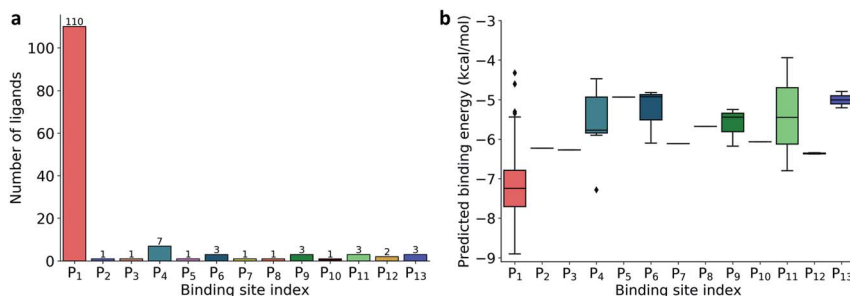 a
110
100
80
60
40
20
0
Number of ligands
1 1 7 1 3 1 1 3 1 3 2 3
P1 P2 P3 P4 P5 P6 P7 P8 P9 P10 P11 P12 P13
Binding site index
b
−3
−4
−5
−6
−7
−8
−9
Predicted binding energy (kcal/mol)
P1 P2 P3 P4 P5 P6 P7 P8 P9 P10 P11 P12 P13
Binding site index